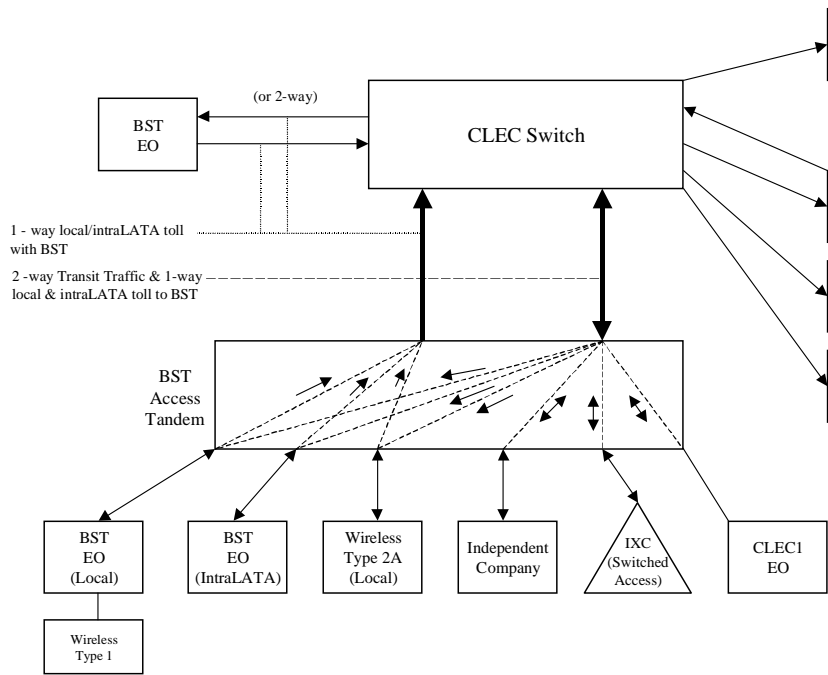 (or 2-way)
BST
EO
CLEC Switch
1 - way local/intraLATA toll
with BST
2 -way Transit Traffic & 1-way
local & intraLATA toll to BST
BST
Access
Tandem
BST
EO
(Local)
BST
EO
(IntraLATA)
Wireless
Type 2A
(Local)
Independent
Company
IXC
(Switched
Access)
CLEC1
EO
Wireless
Type 1